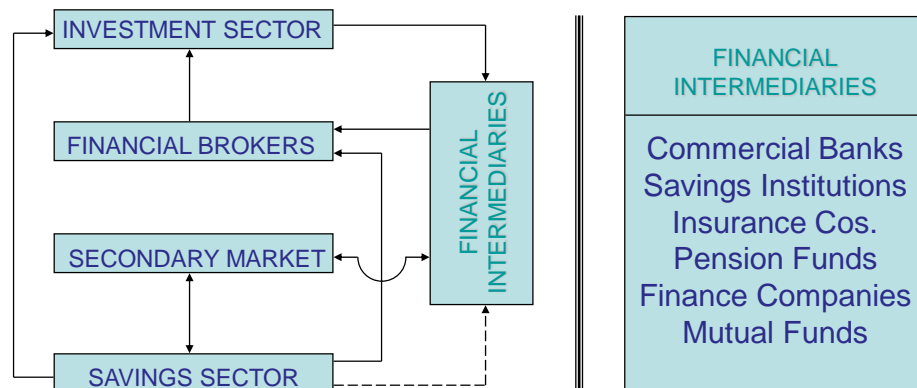 INVESTMENT SECTOR
FINANCIAL BROKERS
SECONDARY MARKET
SAVINGS SECTOR
FINANCIAL
INTERMEDIARIES
FINANCIAL
INTERMEDIARIES
Commercial Banks
Savings Institutions
Insurance Cos.
Pension Funds
Finance Companies
Mutual Funds